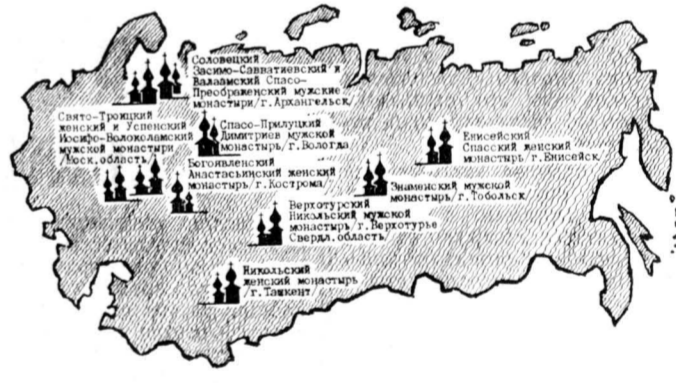 Соловецкий
Засимо-Савватиевский и
Валаамский Спасо-
Преображенский мужские
монастыри/г.Архангельск/
Свято-Троицкий
женский и Успенский
Иосифо-Волоколамский
мужской монастыри
/Моск.область/
Спасо-Прилуцкий
Димитриев мужской
монастырь/г.Вологда
Богоявленский
Анастасьинский женский
монастырь/г.Кострома/
Енисейский
Спасский женский
монастырь/г.Енисейск/
Знаменский мужской
монастырь/г.Тобольск/
Верхотурский
Никольский мужской
монастырь/г.Верхотурье
Свердл.область/
Никольский
женский монастырь
/г.Ташкент/